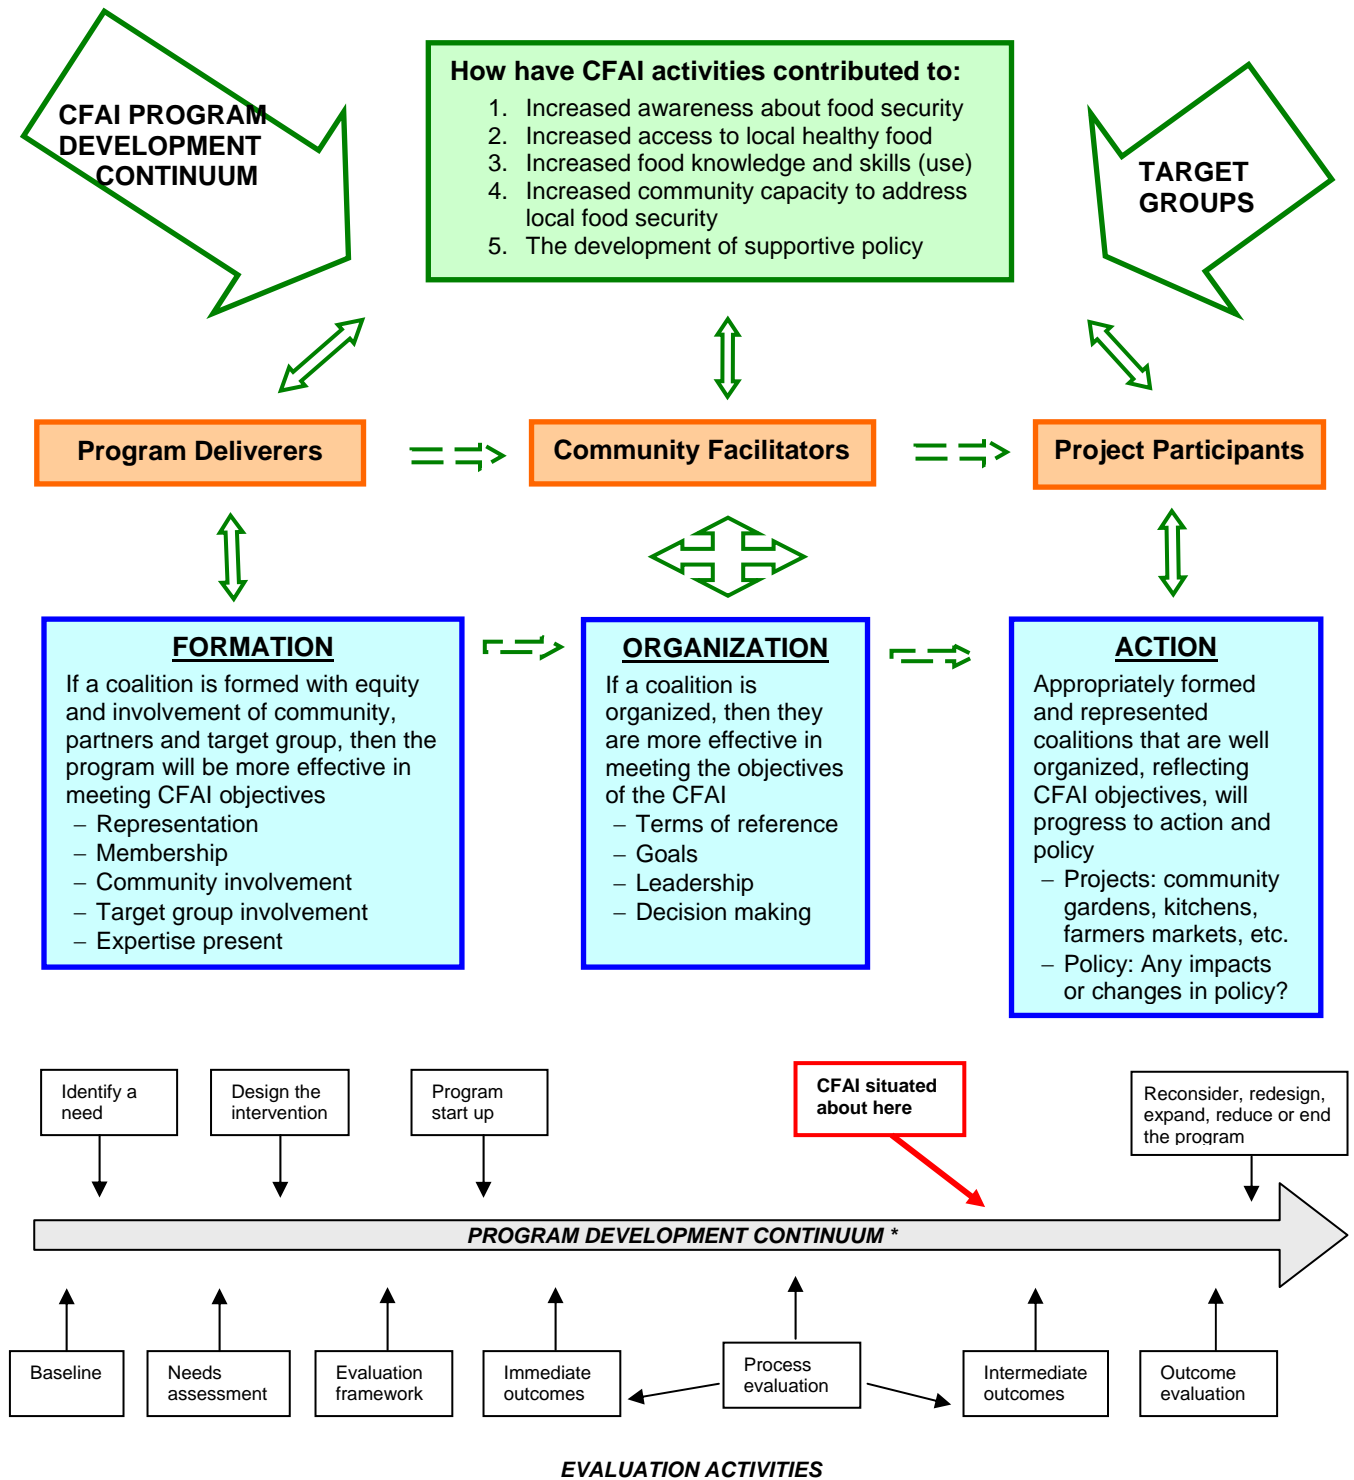 CFAI PROGRAM
DEVELOPMENT
CONTINUUM
How have CFAI activities contributed to:
1. Increased awareness about food security
2. Increased access to local healthy food
3. Increased food knowledge and skills (use)
4. Increased community capacity to address
local food security
5. The development of supportive policy
TARGET
GROUPS
Program Deliverers
Community Facilitators
Project Participants
FORMATION
If a coalition is formed with equity
and involvement of community,
partners and target group, then the
program will be more effective in
meeting CFAI objectives
– Representation
– Membership
– Community involvement
– Target group involvement
– Expertise present
ORGANIZATION
If a coalition is
organized, then they
are more effective in
meeting the objectives
of the CFAI
– Terms of reference
– Goals
– Leadership
– Decision making
ACTION
Appropriately formed
and represented
coalitions that are well
organized, reflecting
CFAI objectives, will
progress to action and
policy
– Projects: community
gardens, kitchens,
farmers markets, etc.
– Policy: Any impacts
or changes in policy?
Identify a
need
Design the
intervention
Program
start up
CFAI situated
about here
Reconsider, redesign,
expand, reduce or end
the program
PROGRAM DEVELOPMENT CONTINUUM *
Baseline
Needs
assessment
Evaluation
framework
Immediate
outcomes
Process
evaluation
Intermediate
outcomes
Outcome
evaluation
EVALUATION ACTIVITIES